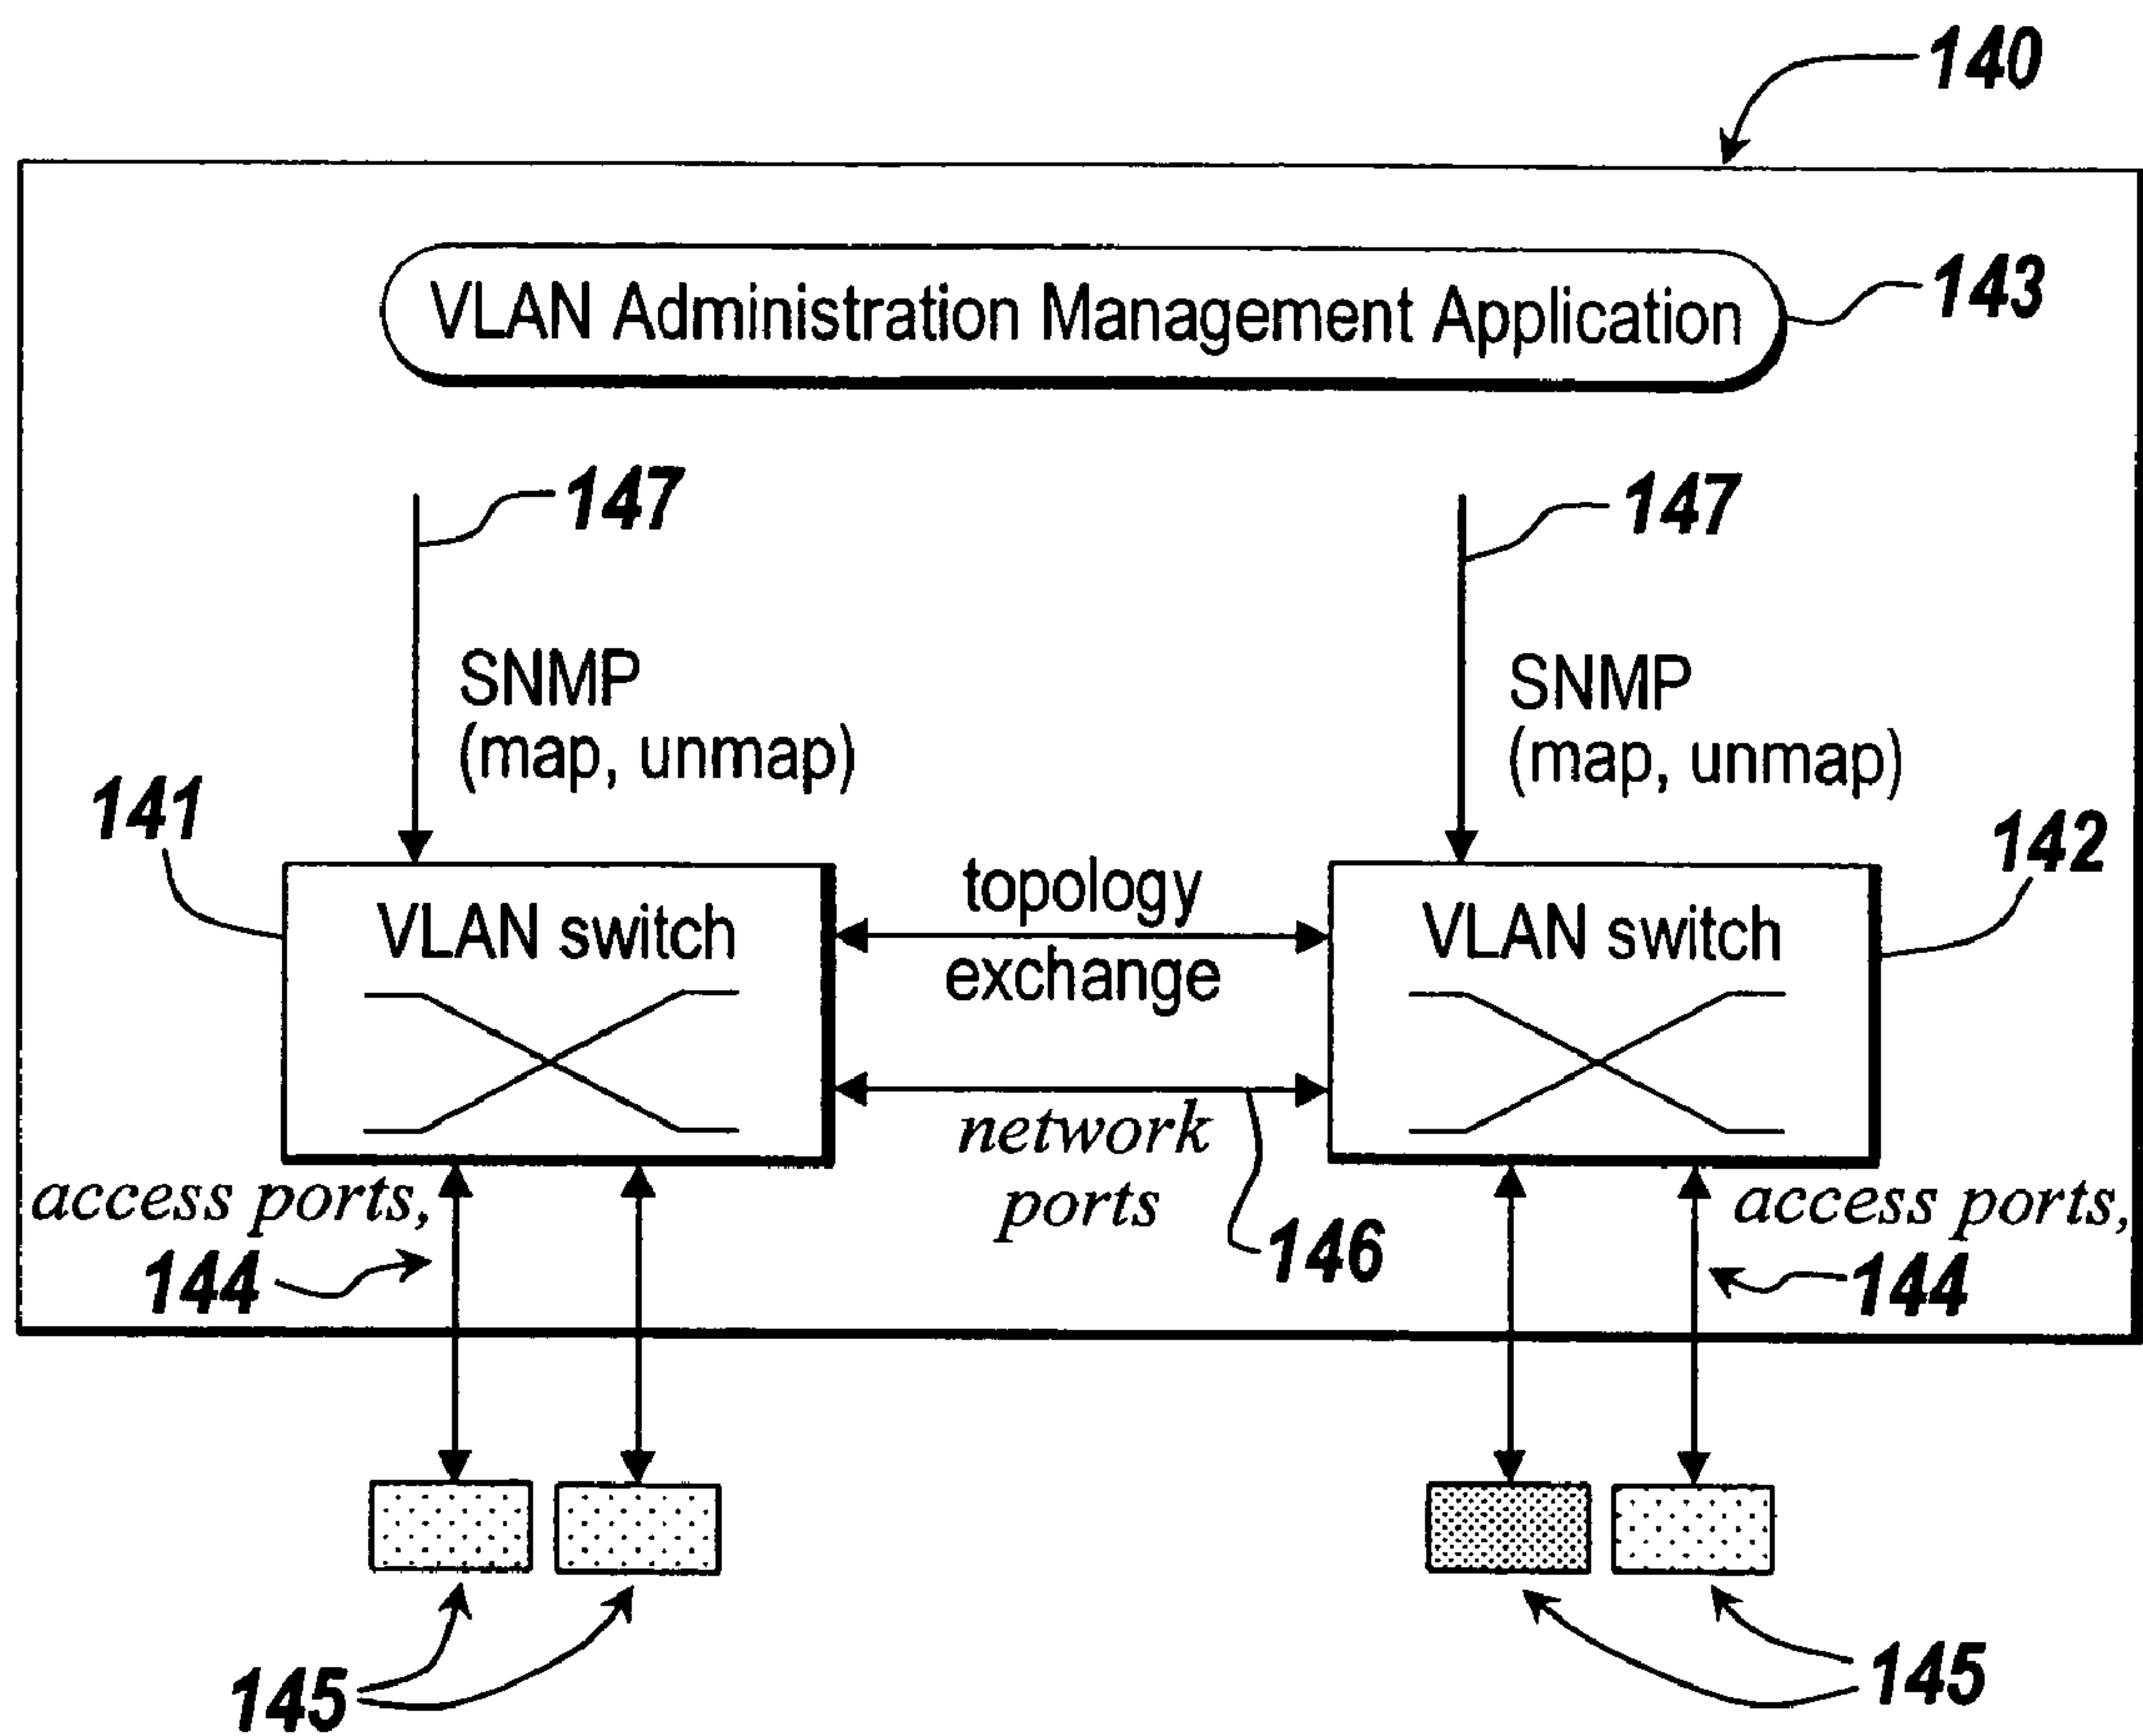 140
VLAN Administration Management Application
143
147
147
SNMP
(map, unmap)
SNMP
(map, unmap)
141
142
VLAN switch
topology
exchange
VLAN switch
network
ports
146
access ports,
144
access ports,
144
145
145